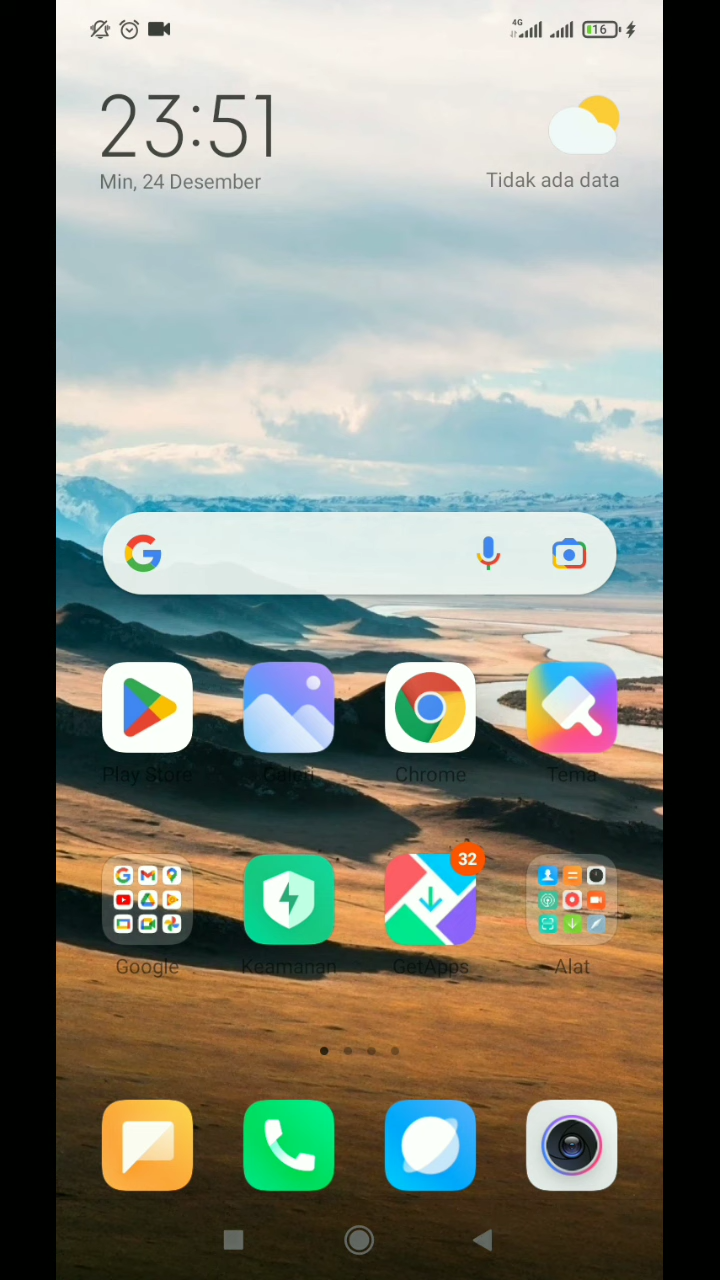 4G
16
23:51
Min, 24 Desember
Tidak ada data
Play Store
Galeri
Chrome
Tema
32
Google
Keamanan
GetApps
Alat